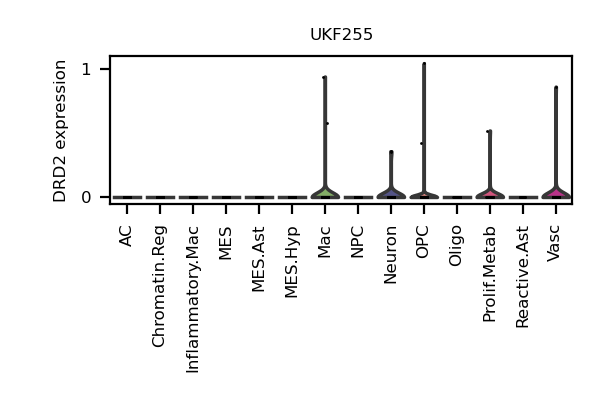 UKF255
DRD2 expression
1
0
AC
Chromatin.Reg
Inflammatory.Mac
MES
MES.Ast
MES.Hyp
Mac
NPC
Neuron
OPC
Oligo
Prolif.Metab
Reactive.Ast
Vasc